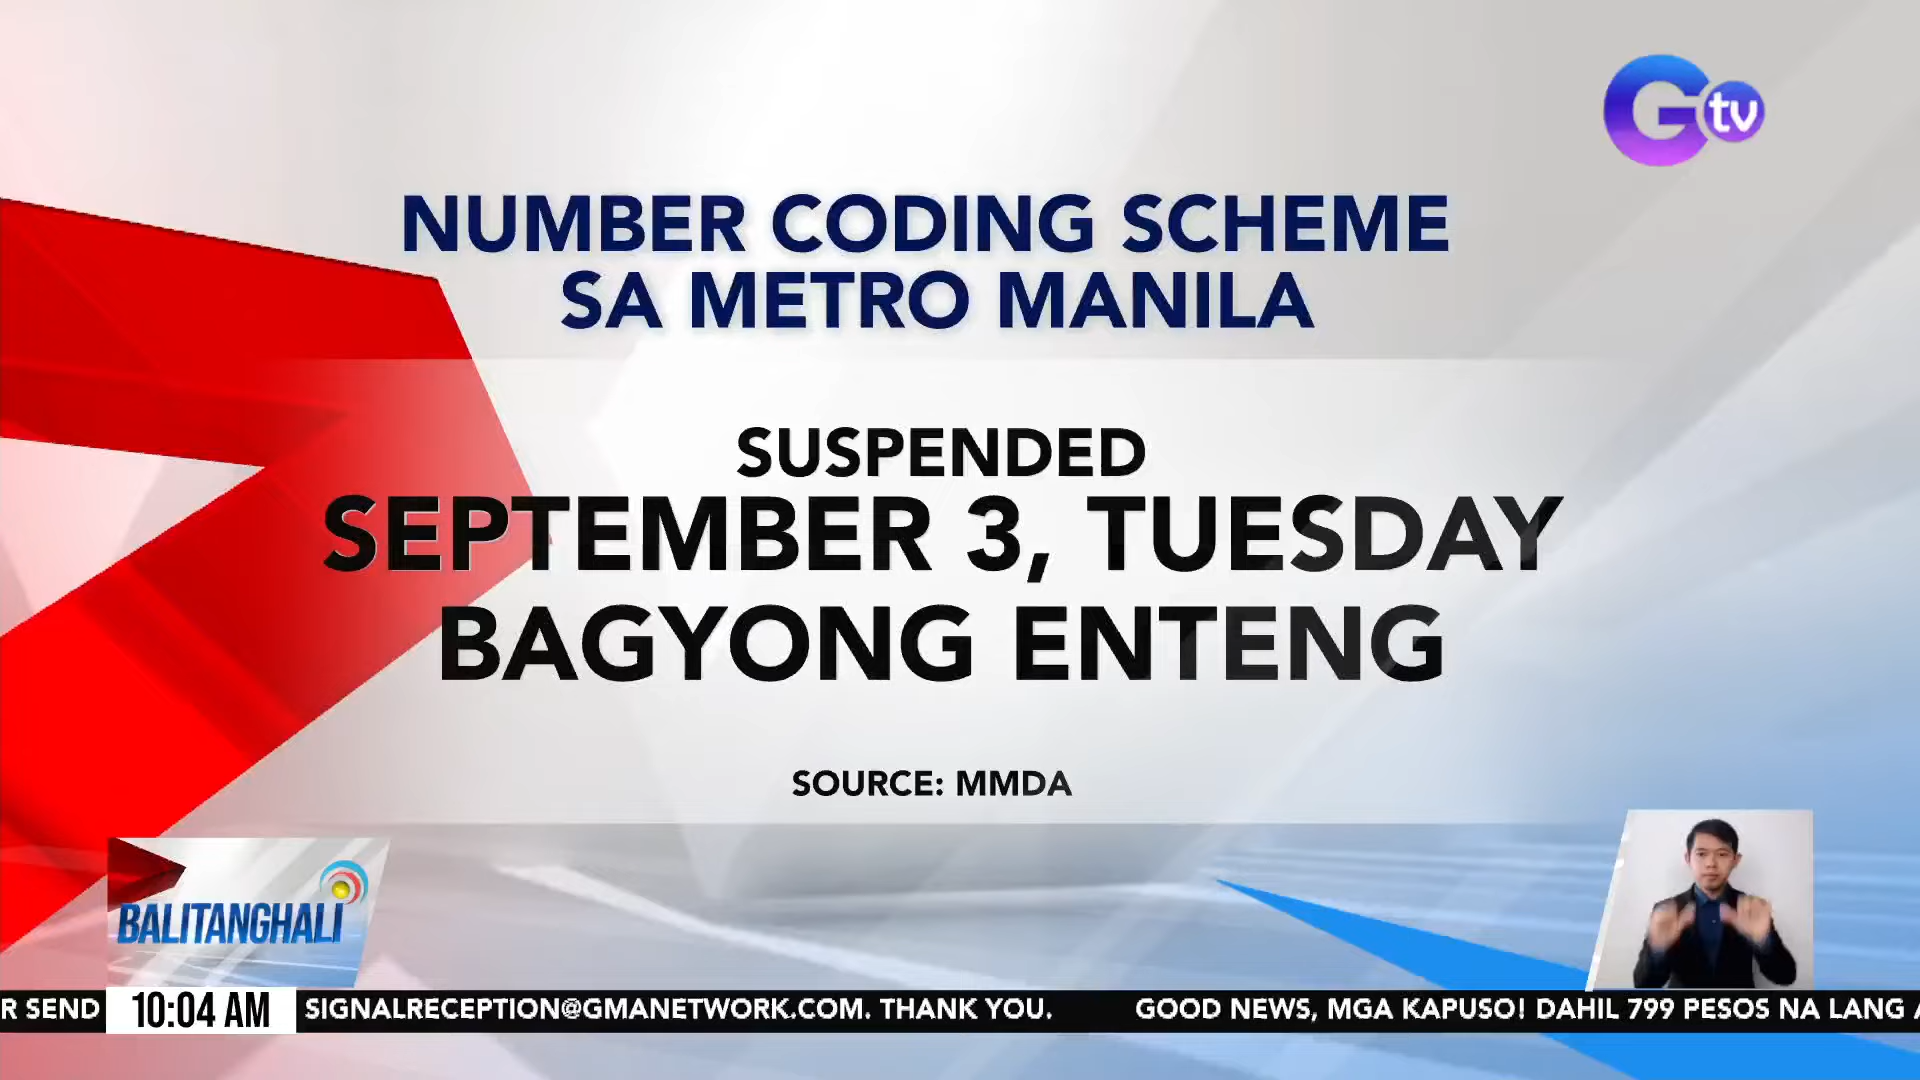 Gtv
NUMBER CODING SCHEME
SA METRO MANILA
SUSPENDED
SEPTEMBER 3, TUESDAY
BAGYONG ENTENG
SOURCE: MMDA
BALITANGHALI
R SEND 10:04 AM SIGNALRECEPTION@GMANETWORK.COM. THANK YOU. GOOD NEWS, MGA KAPUSO! DAHIL 799 PESOS NA LANG